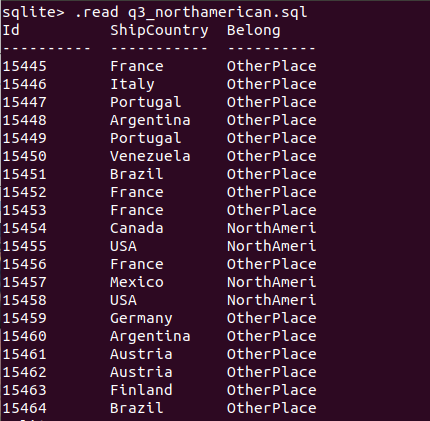 sqlite> .read q3_northamerican.sql
Id          ShipCountry  Belong
----------  -----------  ----------
15445       France       OtherPlace
15446       Italy        OtherPlace
15447       Portugal     OtherPlace
15448       Argentina    OtherPlace
15449       Portugal     OtherPlace
15450       Venezuela    OtherPlace
15451       Brazil       OtherPlace
15452       France       OtherPlace
15453       France       OtherPlace
15454       Canada       NorthAmeri
15455       USA          NorthAmeri
15456       France       OtherPlace
15457       Mexico       NorthAmeri
15458       USA          NorthAmeri
15459       Germany      OtherPlace
15460       Argentina    OtherPlace
15461       Austria      OtherPlace
15462       Austria      OtherPlace
15463       Finland      OtherPlace
15464       Brazil       OtherPlace